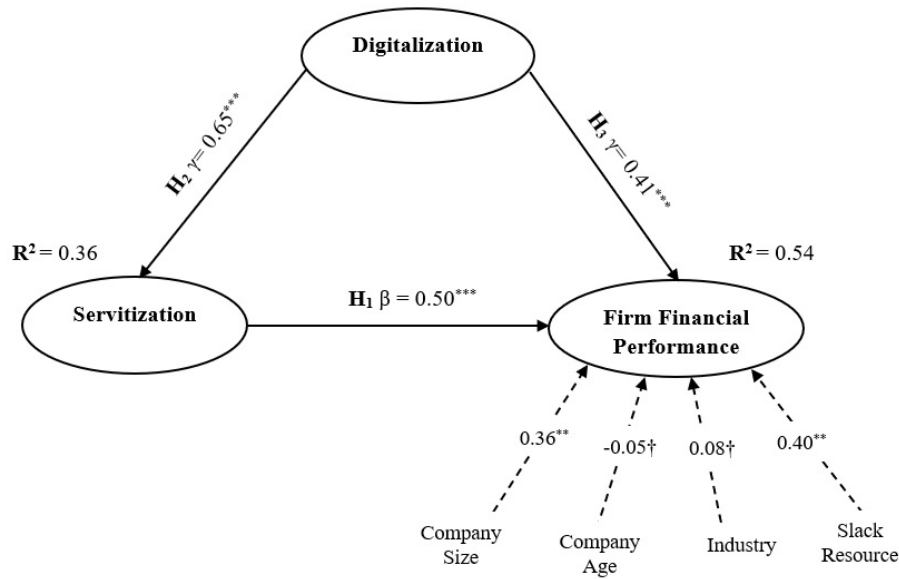 Digitalization
H₂ γ= 0.65***
H₃ γ= 0.41***
R² = 0.36
R² = 0.54
Servitization
H₁ β = 0.50***
Firm Financial
Performance
0.36**
-0.05†
0.08†
0.40**
Company
Size
Company
Age
Industry
Slack
Resource